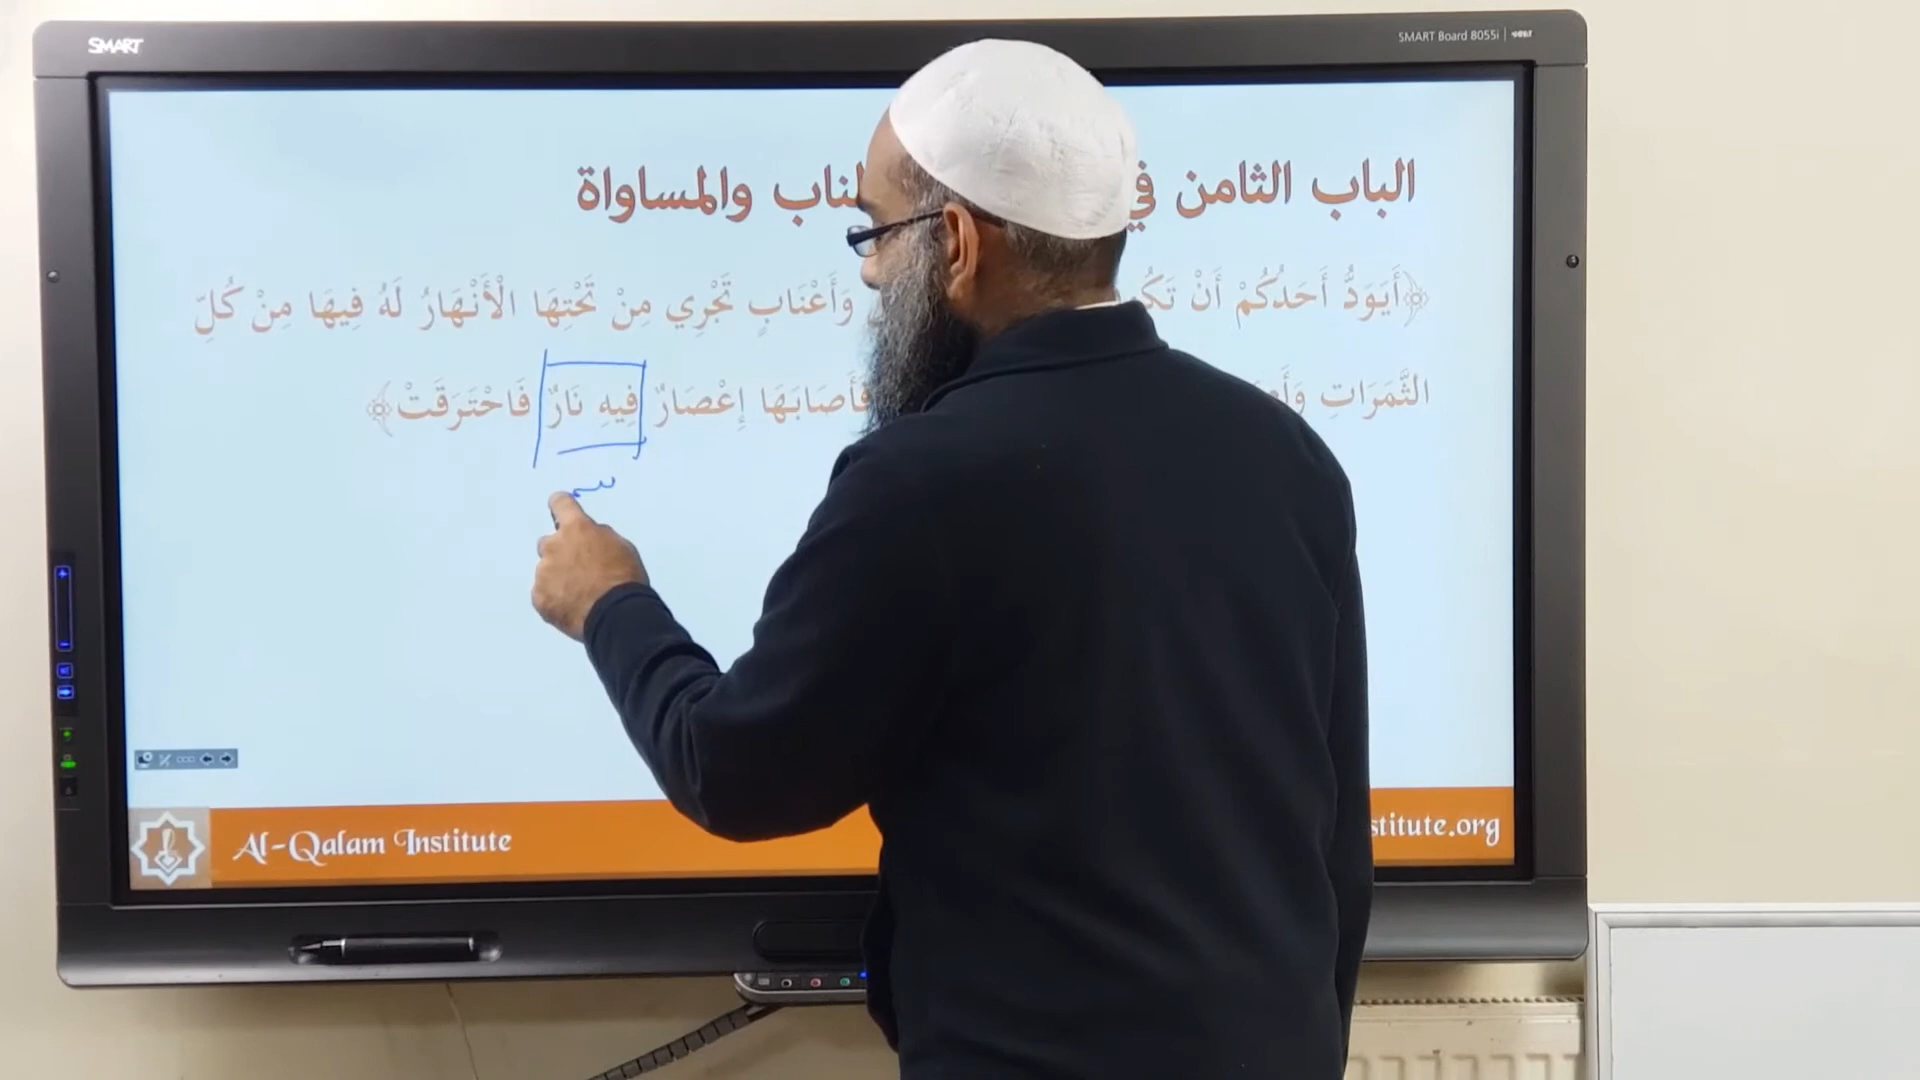 SMART
SMART Board 8055i
الباب الثامن في لناب والمساواة
﴿أَيَوَدُّ أَحَدُكُمْ أَنْ وَأَعْنَابٍ تَجْرِي مِنْ تَحْتِهَا الْأَنْهَارُ لَهُ فِيهَا مِنْ كُلِّ
الثَّمَرَاتِ فَأَصَابَهَا إِعْصَارٌ فِيهِ نَارٌ فَاحْتَرَقَتْ﴾
Al-Qalam Institute
stitute.org